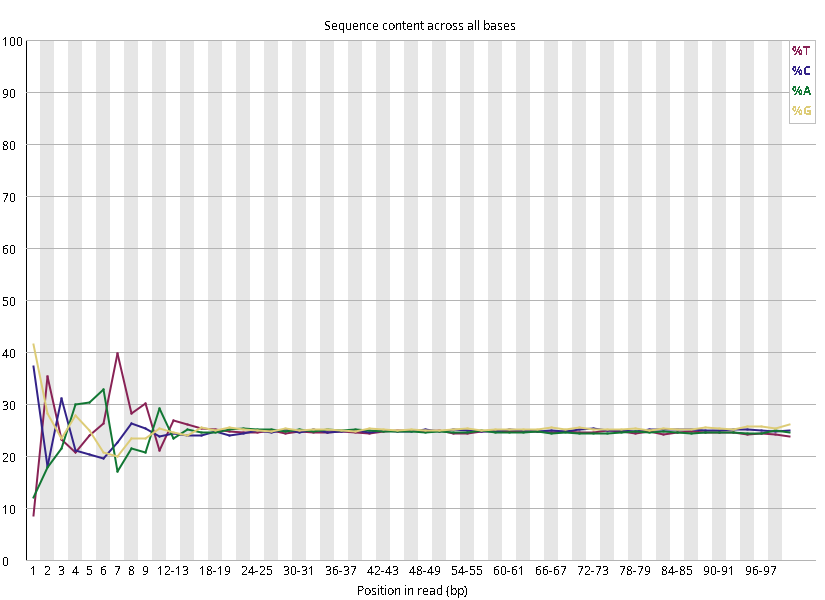 Sequence content across all bases
100
90
80
70
60
50
40
30
20
10
0
%T
%C
%A
%G
1 2 3 4 5 6 7 8 9 12-13 18-19 24-25 30-31 36-37 42-43 48-49 54-55 60-61 66-67 72-73 78-79 84-85 90-91 96-97
Position in read (bp)